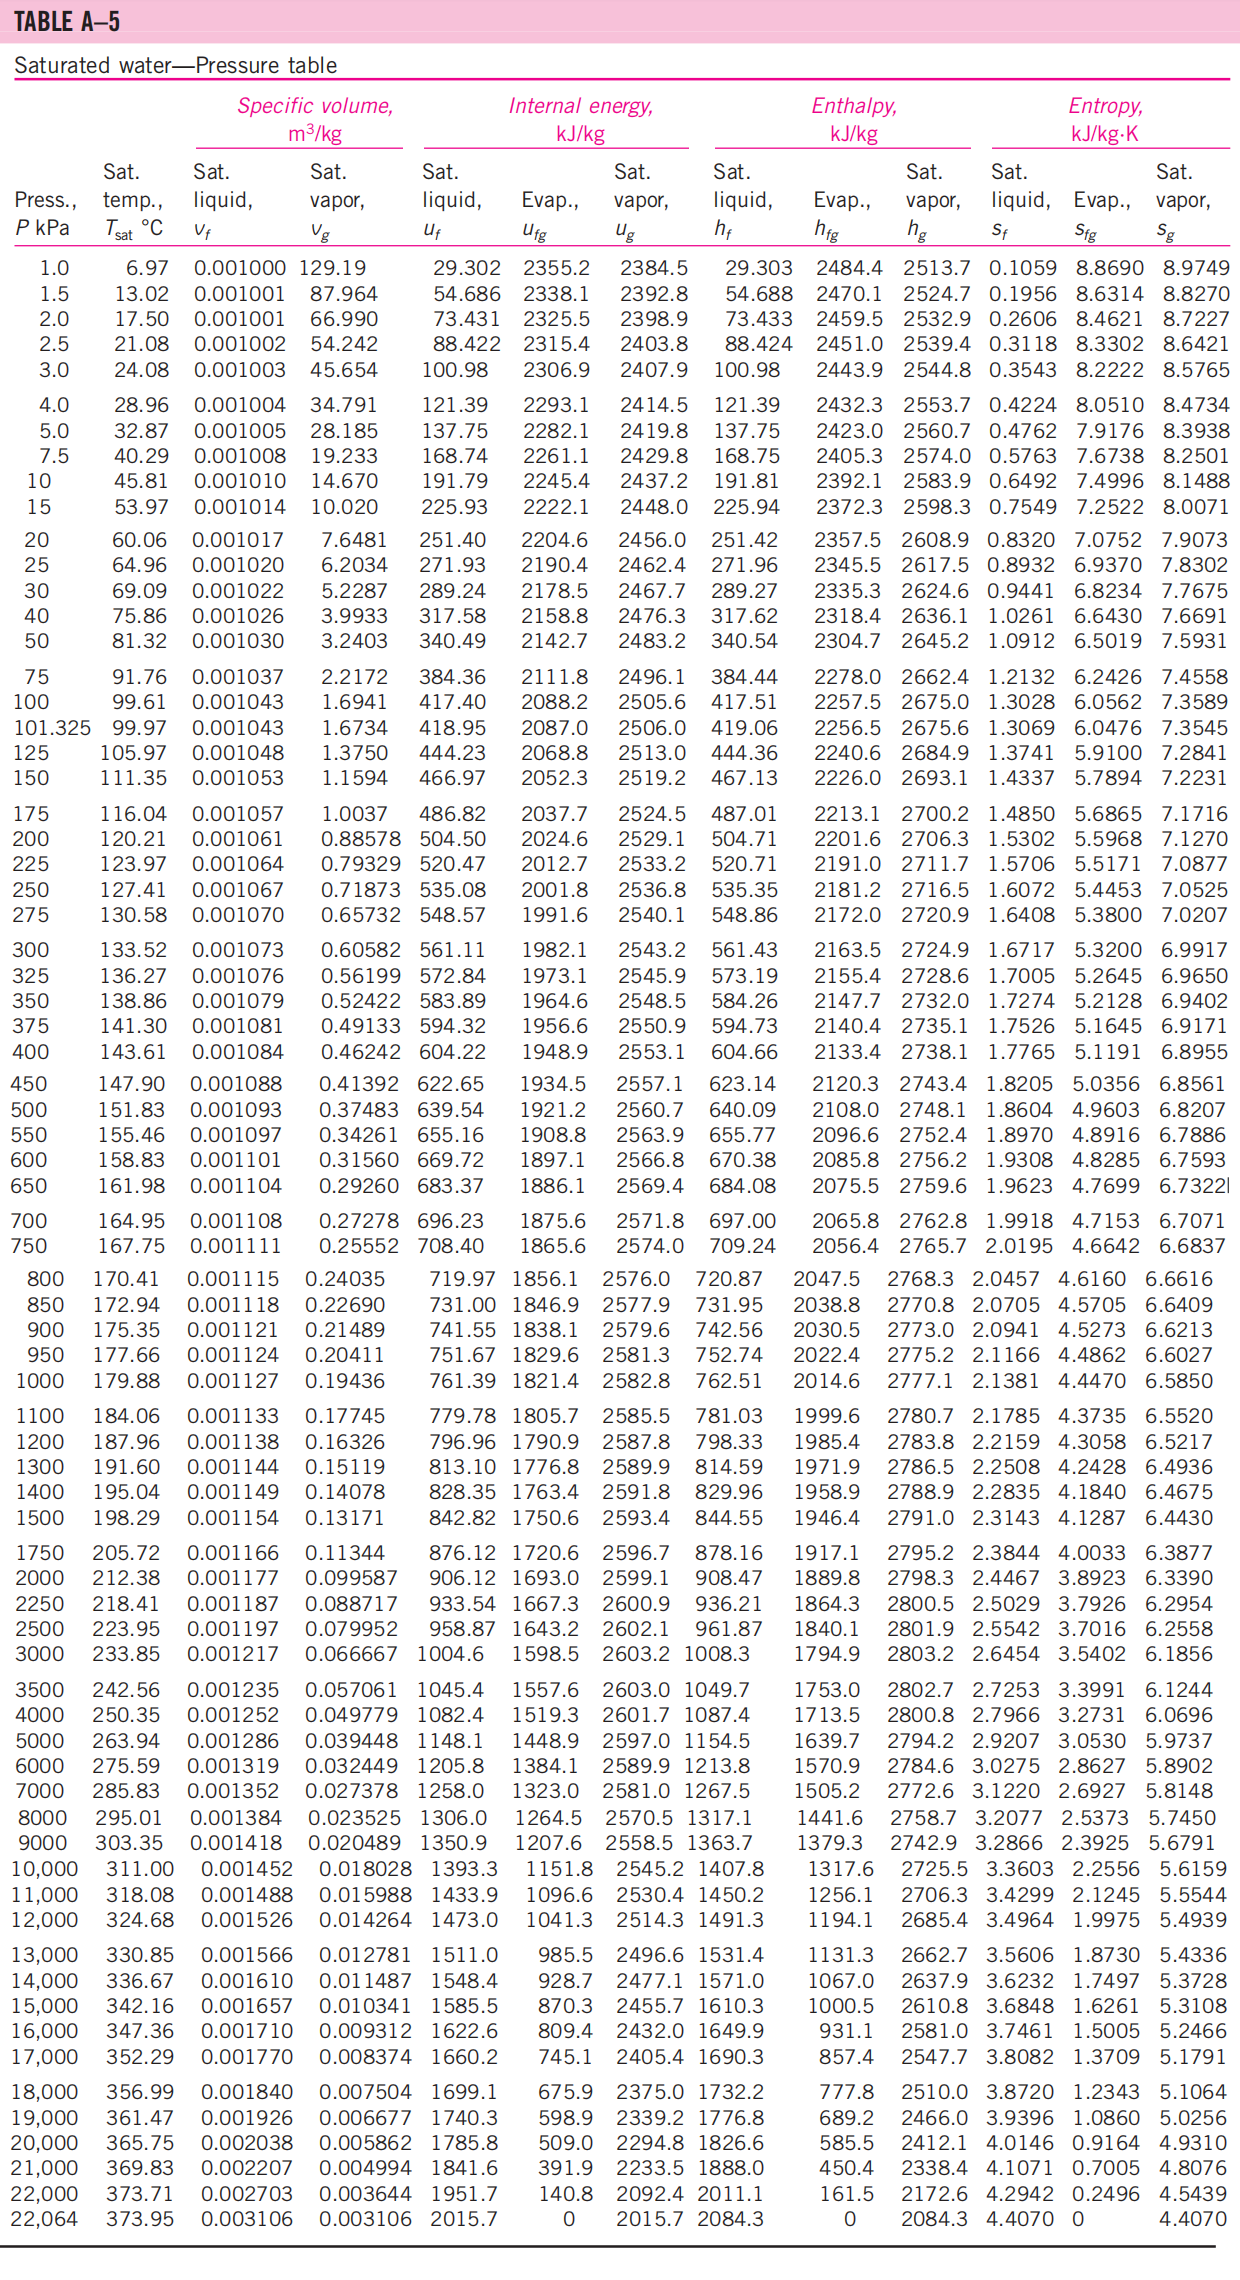 TABLE A–5
Saturated water—Pressure table
Specific volume, Internal energy, Enthalpy, Entropy,
m³/kg kJ/kg kJ/kg kJ/kg·K
Sat. Sat. Sat. Sat. Sat. Sat. Sat. Sat. Sat.
Press., temp., liquid, vapor, liquid, Evap., vapor, liquid, Evap., vapor, liquid, Evap., vapor,
P kPa Tsat °C vf vg uf ufg ug hf hfg hg sf sfg sg
1.0 6.97 0.001000 129.19 29.302 2355.2 2384.5 29.303 2484.4 2513.7 0.1059 8.8690 8.9749
1.5 13.02 0.001001 87.964 54.686 2338.1 2392.8 54.688 2470.1 2524.7 0.1956 8.6314 8.8270
2.0 17.50 0.001001 66.990 73.431 2325.5 2398.9 73.433 2459.5 2532.9 0.2606 8.4621 8.7227
2.5 21.08 0.001002 54.242 88.422 2315.4 2403.8 88.424 2451.0 2539.4 0.3118 8.3302 8.6421
3.0 24.08 0.001003 45.654 100.98 2306.9 2407.9 100.98 2443.9 2544.8 0.3543 8.2222 8.5765
4.0 28.96 0.001004 34.791 121.39 2293.1 2414.5 121.39 2432.3 2553.7 0.4224 8.0510 8.4734
5.0 32.87 0.001005 28.185 137.75 2282.1 2419.8 137.75 2423.0 2560.7 0.4762 7.9176 8.3938
7.5 40.29 0.001008 19.233 168.74 2261.1 2429.8 168.75 2405.3 2574.0 0.5763 7.6738 8.2501
10 45.81 0.001010 14.670 191.79 2245.4 2437.2 191.81 2392.1 2583.9 0.6492 7.4996 8.1488
15 53.97 0.001014 10.020 225.93 2222.1 2448.0 225.94 2372.3 2598.3 0.7549 7.2522 8.0071
20 60.06 0.001017 7.6481 251.40 2204.6 2456.0 251.42 2357.5 2608.9 0.8320 7.0752 7.9073
25 64.96 0.001020 6.2034 271.93 2190.4 2462.4 271.96 2345.5 2617.5 0.8932 6.9370 7.8302
30 69.09 0.001022 5.2287 289.24 2178.5 2467.7 289.27 2335.3 2624.6 0.9441 6.8234 7.7675
40 75.86 0.001026 3.9933 317.58 2158.8 2476.3 317.62 2318.4 2636.1 1.0261 6.6430 7.6691
50 81.32 0.001030 3.2403 340.49 2142.7 2483.2 340.54 2304.7 2645.2 1.0912 6.5019 7.5931
75 91.76 0.001037 2.2172 384.36 2111.8 2496.1 384.44 2278.0 2662.4 1.2132 6.2426 7.4558
100 99.61 0.001043 1.6941 417.40 2088.2 2505.6 417.51 2257.5 2675.0 1.3028 6.0562 7.3589
101.325 99.97 0.001043 1.6734 418.95 2087.0 2506.0 419.06 2256.5 2675.6 1.3069 6.0476 7.3545
125 105.97 0.001048 1.3750 444.23 2068.8 2513.0 444.36 2240.6 2684.9 1.3741 5.9100 7.2841
150 111.35 0.001053 1.1594 466.97 2052.3 2519.2 467.13 2226.0 2693.1 1.4337 5.7894 7.2231
175 116.04 0.001057 1.0037 486.82 2037.7 2524.5 487.01 2213.1 2700.2 1.4850 5.6865 7.1716
200 120.21 0.001061 0.88578 504.50 2024.6 2529.1 504.71 2201.6 2706.3 1.5302 5.5968 7.1270
225 123.97 0.001064 0.79329 520.47 2012.7 2533.2 520.71 2191.0 2711.7 1.5706 5.5171 7.0877
250 127.41 0.001067 0.71873 535.08 2001.8 2536.8 535.35 2181.2 2716.5 1.6072 5.4453 7.0525
275 130.58 0.001070 0.65732 548.57 1991.6 2540.1 548.86 2172.0 2720.9 1.6408 5.3800 7.0207
300 133.52 0.001073 0.60582 561.11 1982.1 2543.2 561.43 2163.5 2724.9 1.6717 5.3200 6.9917
325 136.27 0.001076 0.56199 572.84 1973.1 2545.9 573.19 2155.4 2728.6 1.7005 5.2645 6.9650
350 138.86 0.001079 0.52422 583.89 1964.6 2548.5 584.26 2147.7 2732.0 1.7274 5.2128 6.9402
375 141.30 0.001081 0.49133 594.32 1956.6 2550.9 594.73 2140.4 2735.1 1.7526 5.1645 6.9171
400 143.61 0.001084 0.46242 604.22 1948.9 2553.1 604.66 2133.4 2738.1 1.7765 5.1191 6.8955
450 147.90 0.001088 0.41392 622.65 1934.5 2557.1 623.14 2120.3 2743.4 1.8205 5.0356 6.8561
500 151.83 0.001093 0.37483 639.54 1921.2 2560.7 640.09 2108.0 2748.1 1.8604 4.9603 6.8207
550 155.46 0.001097 0.34261 655.16 1908.8 2563.9 655.77 2096.6 2752.4 1.8970 4.8916 6.7886
600 158.83 0.001101 0.31560 669.72 1897.1 2566.8 670.38 2085.8 2756.2 1.9308 4.8285 6.7593
650 161.98 0.001104 0.29260 683.37 1886.1 2569.4 684.08 2075.5 2759.6 1.9623 4.7699 6.7322
700 164.95 0.001108 0.27278 696.23 1875.6 2571.8 697.00 2065.8 2762.8 1.9918 4.7153 6.7071
750 167.75 0.001111 0.25552 708.40 1865.6 2574.0 709.24 2056.4 2765.7 2.0195 4.6642 6.6837
800 170.41 0.001115 0.24035 719.97 1856.1 2576.0 720.87 2047.5 2768.3 2.0457 4.6160 6.6616
850 172.94 0.001118 0.22690 731.00 1846.9 2577.9 731.95 2038.8 2770.8 2.0705 4.5705 6.6409
900 175.35 0.001121 0.21489 741.55 1838.1 2579.6 742.56 2030.5 2773.0 2.0941 4.5273 6.6213
950 177.66 0.001124 0.20411 751.67 1829.6 2581.3 752.74 2022.4 2775.2 2.1166 4.4862 6.6027
1000 179.88 0.001127 0.19436 761.39 1821.4 2582.8 762.51 2014.6 2777.1 2.1381 4.4470 6.5850
1100 184.06 0.001133 0.17745 779.78 1805.7 2585.5 781.03 1999.6 2780.7 2.1785 4.3735 6.5520
1200 187.96 0.001138 0.16326 796.96 1790.9 2587.8 798.33 1985.4 2783.8 2.2159 4.3058 6.5217
1300 191.60 0.001144 0.15119 813.10 1776.8 2589.9 814.59 1971.9 2786.5 2.2508 4.2428 6.4936
1400 195.04 0.001149 0.14078 828.35 1763.4 2591.8 829.96 1958.9 2788.9 2.2835 4.1840 6.4675
1500 198.29 0.001154 0.13171 842.82 1750.6 2593.4 844.55 1946.4 2791.0 2.3143 4.1287 6.4430
1750 205.72 0.001166 0.11344 876.12 1720.6 2596.7 878.16 1917.1 2795.2 2.3844 4.0033 6.3877
2000 212.38 0.001177 0.099587 906.12 1693.0 2599.1 908.47 1889.8 2798.3 2.4467 3.8923 6.3390
2250 218.41 0.001187 0.088717 933.54 1667.3 2600.9 936.21 1864.3 2800.5 2.5029 3.7926 6.2954
2500 223.95 0.001197 0.079952 958.87 1643.2 2602.1 961.87 1840.1 2801.9 2.5542 3.7016 6.2558
3000 233.85 0.001217 0.066667 1004.6 1598.5 2603.2 1008.3 1794.9 2803.2 2.6454 3.5402 6.1856
3500 242.56 0.001235 0.057061 1045.4 1557.6 2603.0 1049.7 1753.0 2802.7 2.7253 3.3991 6.1244
4000 250.35 0.001252 0.049779 1082.4 1519.3 2601.7 1087.4 1713.5 2800.8 2.7966 3.2731 6.0696
5000 263.94 0.001286 0.039448 1148.1 1448.9 2597.0 1154.5 1639.7 2794.2 2.9207 3.0530 5.9737
6000 275.59 0.001319 0.032449 1205.8 1384.1 2589.9 1213.8 1570.9 2784.6 3.0275 2.8627 5.8902
7000 285.83 0.001352 0.027378 1258.0 1323.0 2581.0 1267.5 1505.2 2772.6 3.1220 2.6927 5.8148
8000 295.01 0.001384 0.023525 1306.0 1264.5 2570.5 1317.1 1441.6 2758.7 3.2077 2.5373 5.7450
9000 303.35 0.001418 0.020489 1350.9 1207.6 2558.5 1363.7 1379.3 2742.9 3.2866 2.3925 5.6791
10,000 311.00 0.001452 0.018028 1393.3 1151.8 2545.2 1407.8 1317.6 2725.5 3.3603 2.2556 5.6159
11,000 318.08 0.001488 0.015988 1433.9 1096.6 2530.4 1450.2 1256.1 2706.3 3.4299 2.1245 5.5544
12,000 324.68 0.001526 0.014264 1473.0 1041.3 2514.3 1491.3 1194.1 2685.4 3.4964 1.9975 5.4939
13,000 330.85 0.001566 0.012781 1511.0 985.5 2496.6 1531.4 1131.3 2662.7 3.5606 1.8730 5.4336
14,000 336.67 0.001610 0.011487 1548.4 928.7 2477.1 1571.0 1067.0 2637.9 3.6232 1.7497 5.3728
15,000 342.16 0.001657 0.010341 1585.5 870.3 2455.7 1610.3 1000.5 2610.8 3.6848 1.6261 5.3108
16,000 347.36 0.001710 0.009312 1622.6 809.4 2432.0 1649.9 931.1 2581.0 3.7461 1.5005 5.2466
17,000 352.29 0.001770 0.008374 1660.2 745.1 2405.4 1690.3 857.4 2547.7 3.8082 1.3709 5.1791
18,000 356.99 0.001840 0.007504 1699.1 675.9 2375.0 1732.2 777.8 2510.0 3.8720 1.2343 5.1064
19,000 361.47 0.001926 0.006677 1740.3 598.9 2339.2 1776.8 689.2 2466.0 3.9396 1.0860 5.0256
20,000 365.75 0.002038 0.005862 1785.8 509.0 2294.8 1826.6 585.5 2412.1 4.0146 0.9164 4.9310
21,000 369.83 0.002207 0.004994 1841.6 391.9 2233.5 1888.0 450.4 2338.4 4.1071 0.7005 4.8076
22,000 373.71 0.002703 0.003644 1951.7 140.8 2092.4 2011.1 161.5 2172.6 4.2942 0.2496 4.5439
22,064 373.95 0.003106 0.003106 2015.7 0 2015.7 2084.3 0 2084.3 4.4070 0 4.4070